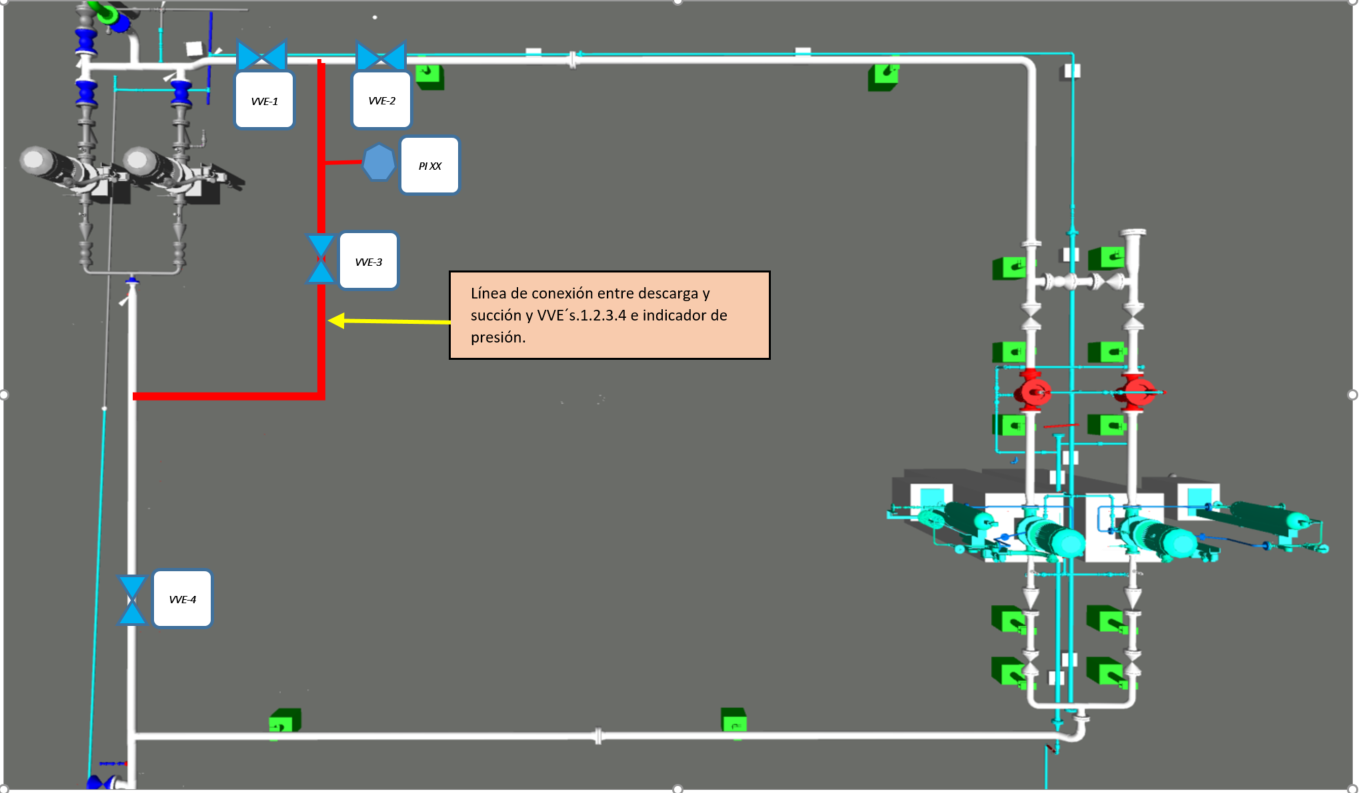 VVE-1
VVE-2
PI XX
VVE-3
Línea de conexión entre descarga y
succión y VVE´s.1.2.3.4 e indicador de
presión.
VVE-4